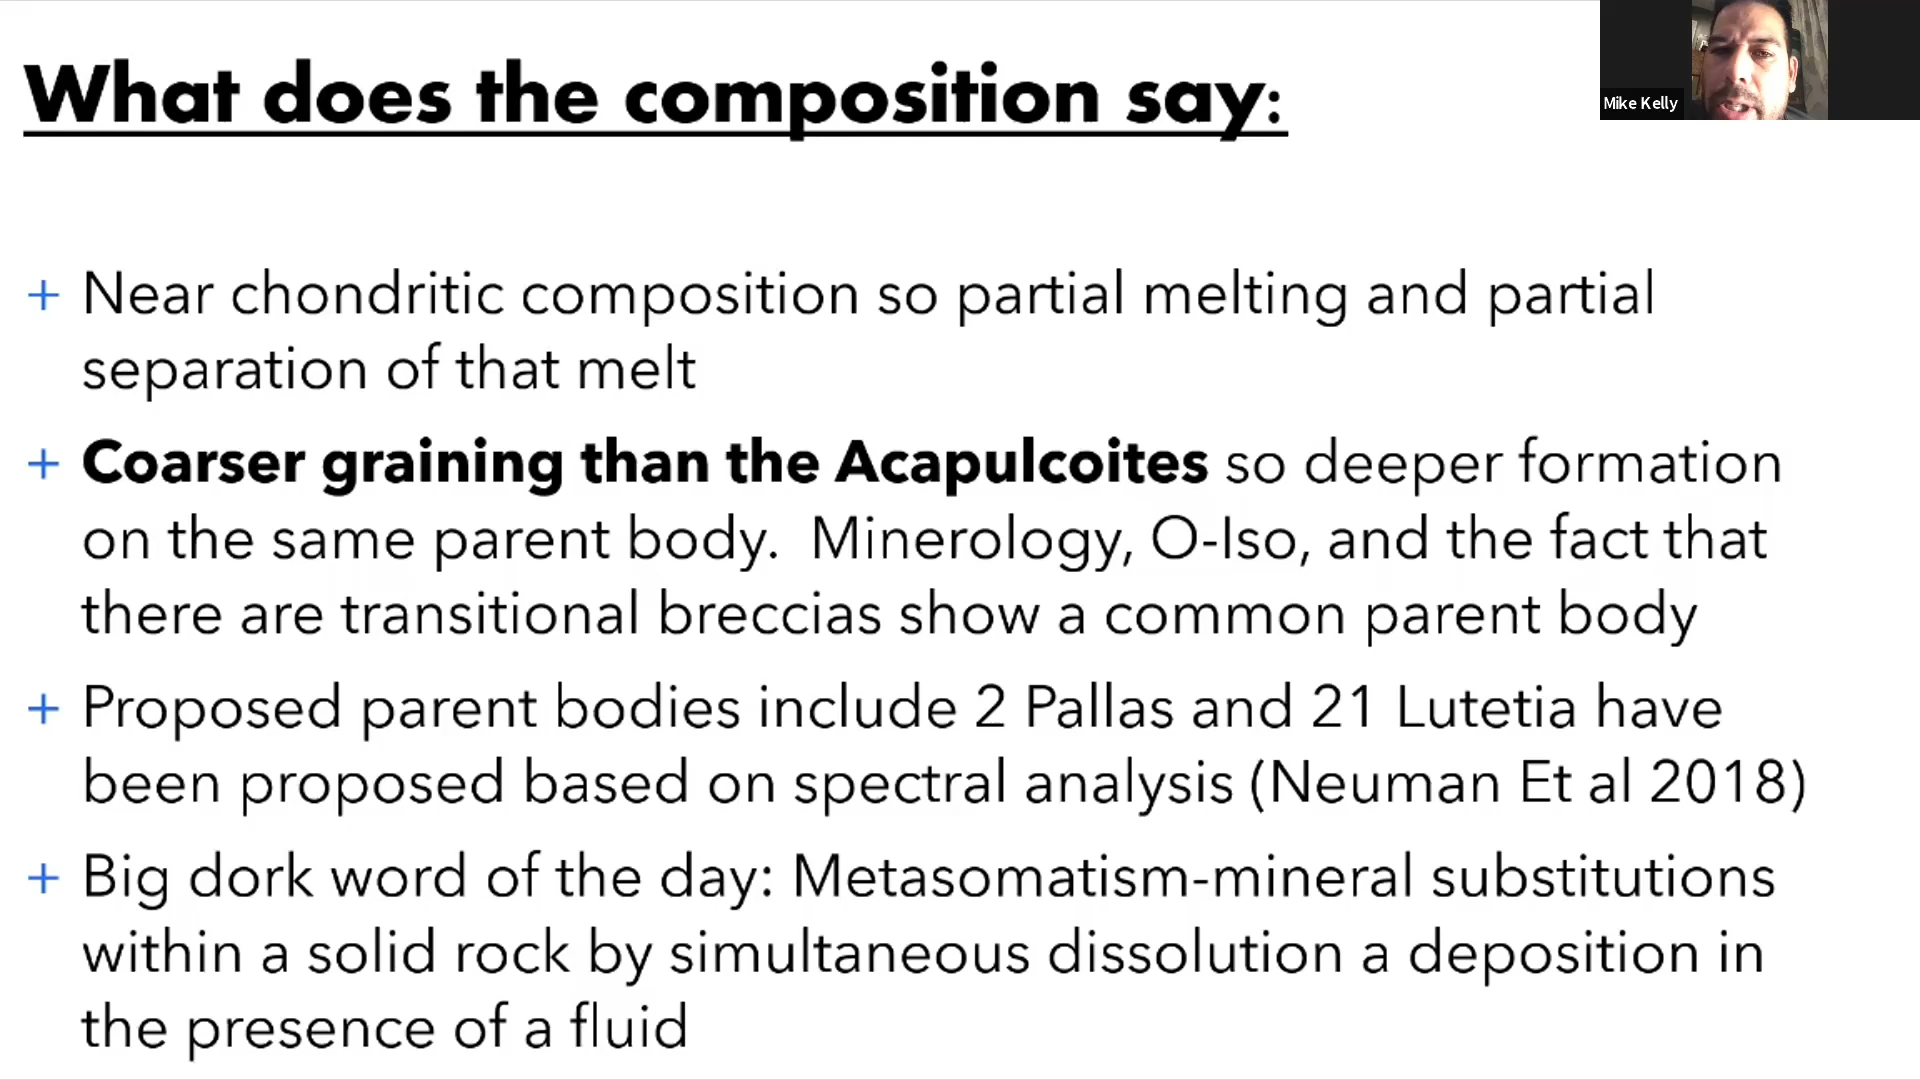 What does the composition say:
Mike Kelly
+ Near chondritic composition so partial melting and partial
separation of that melt
+ Coarser graining than the Acapulcoites so deeper formation
on the same parent body.  Minerology, O-Iso, and the fact that
there are transitional breccias show a common parent body
+ Proposed parent bodies include 2 Pallas and 21 Lutetia have
been proposed based on spectral analysis (Neuman Et al 2018)
+ Big dork word of the day: Metasomatism-mineral substitutions
within a solid rock by simultaneous dissolution a deposition in
the presence of a fluid